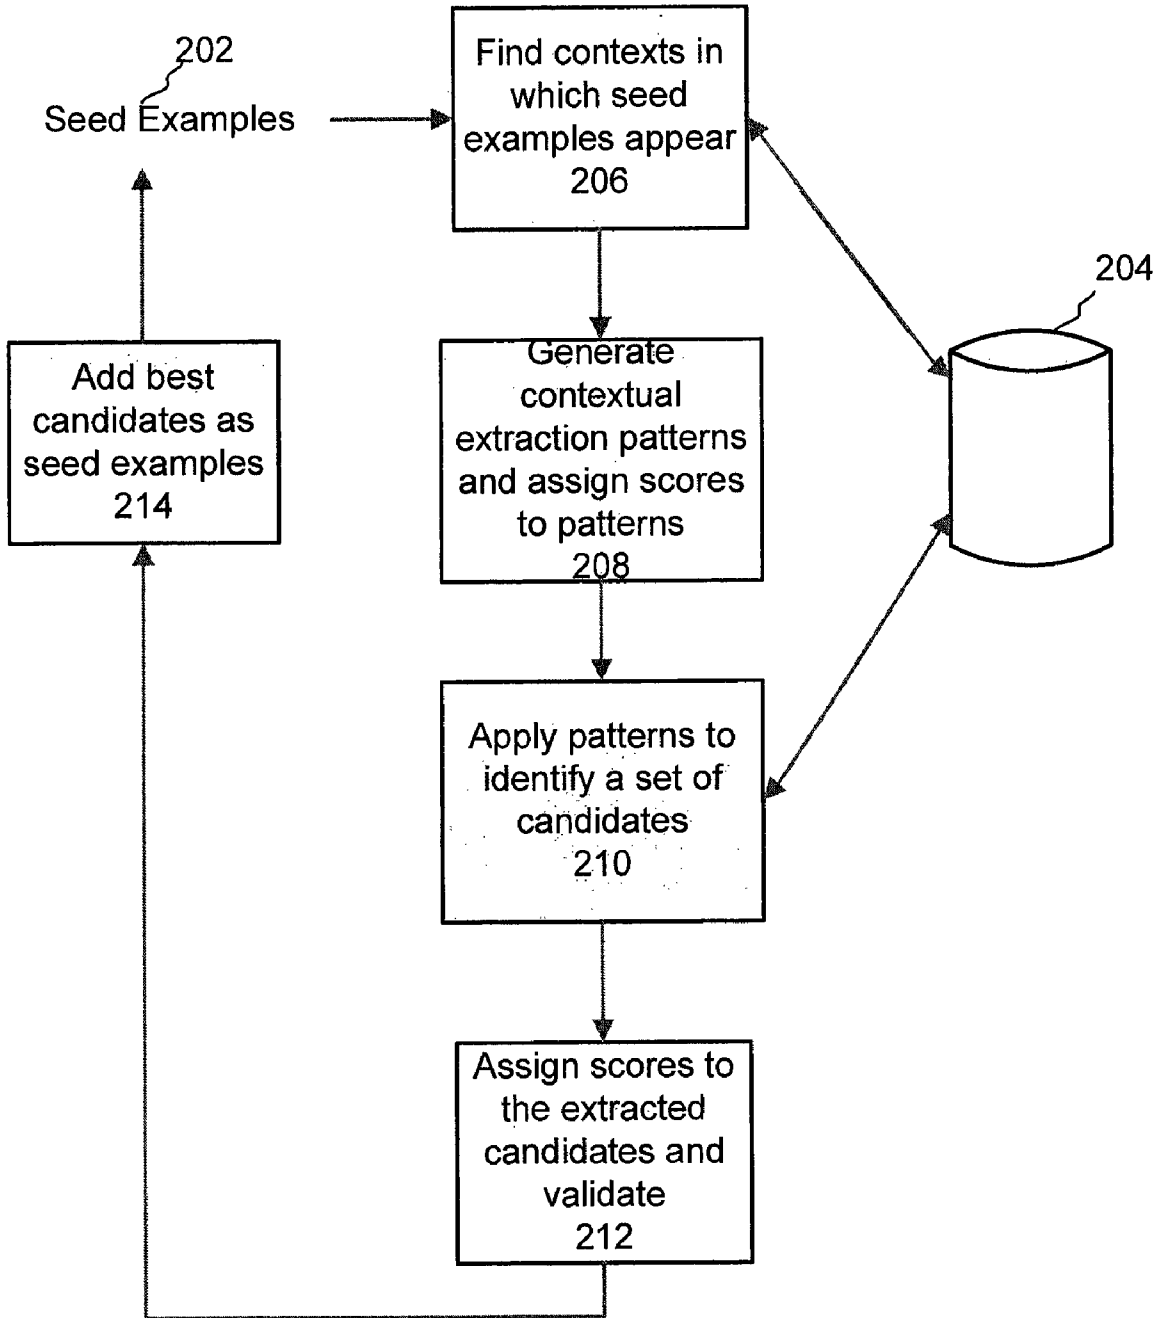 202
Seed Examples
Find contexts in
which seed
examples appear
206
204
Add best
candidates as
seed examples
214
Generate
contextual
extraction patterns
and assign scores
to patterns
208
Apply patterns to
identify a set of
candidates
210
Assign scores to
the extracted
candidates and
validate
212